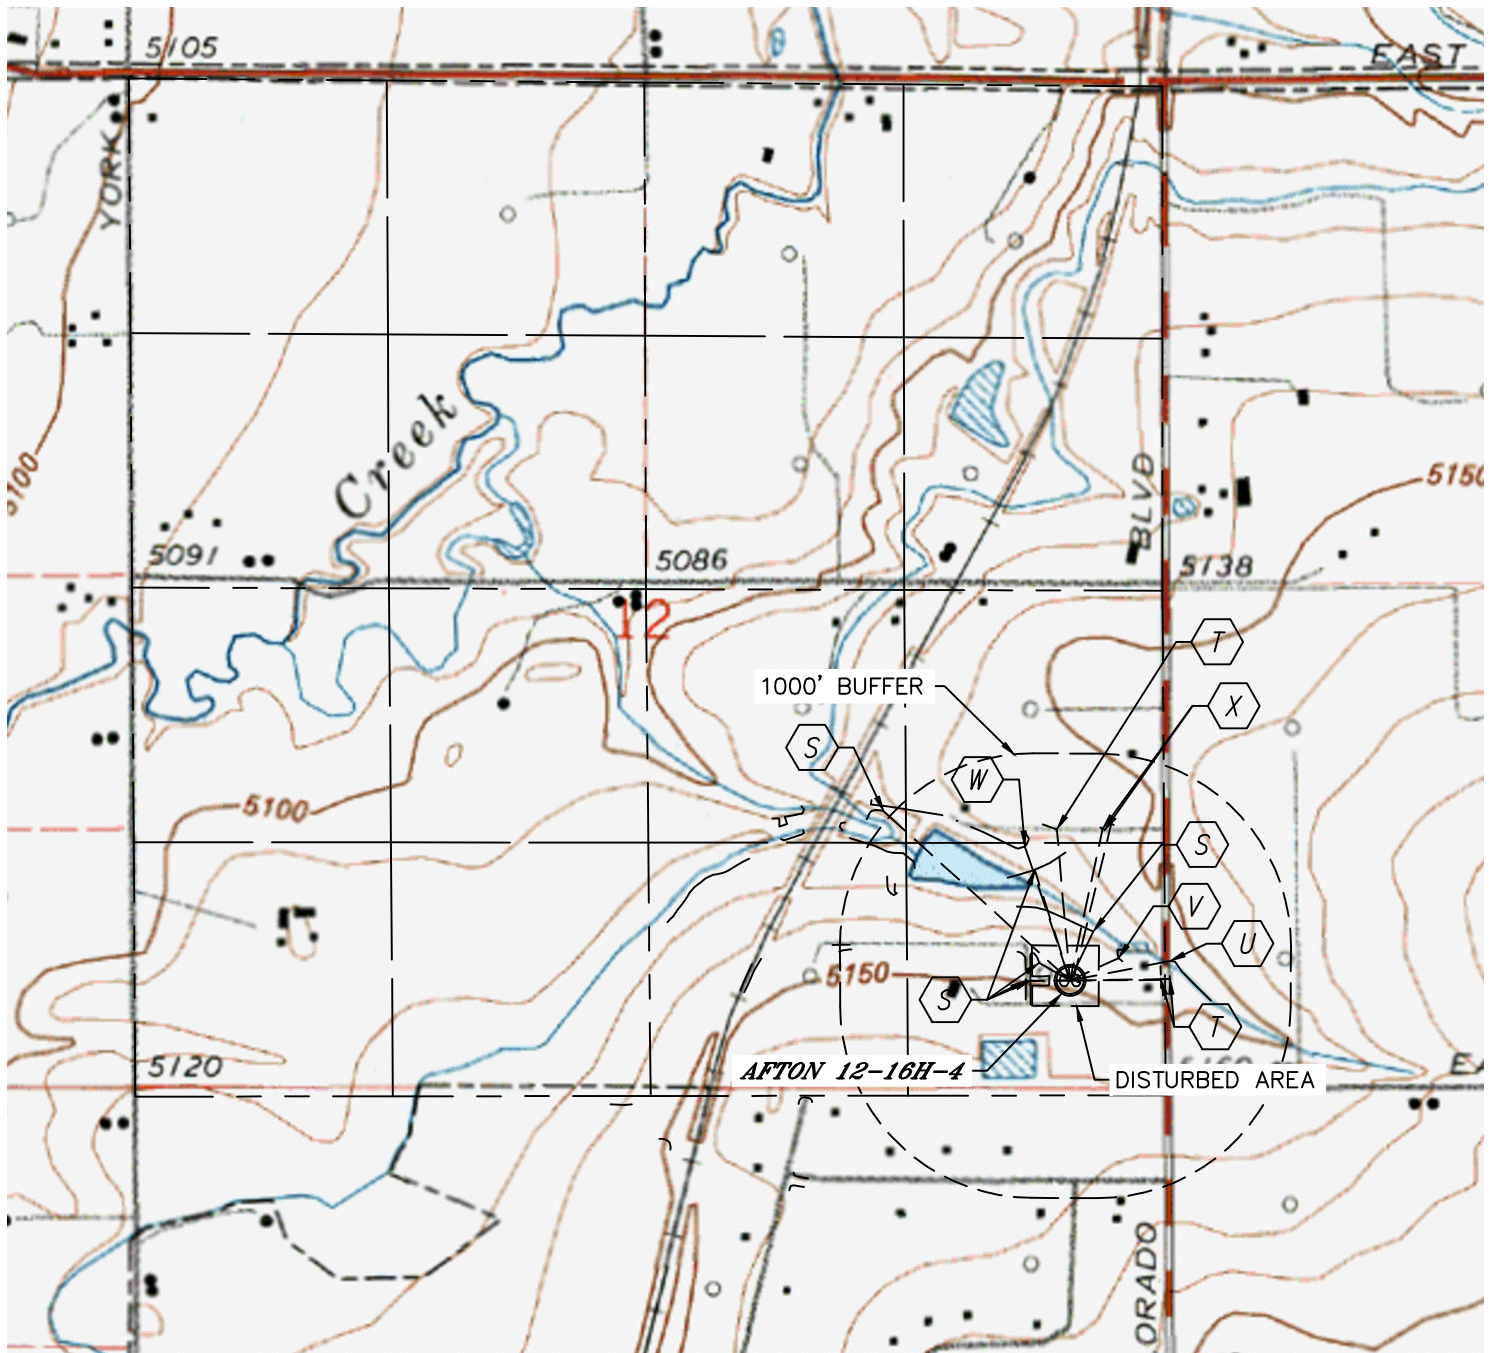 5105
EAST
YORK
Creek
5100
BLVD
5150
5091
5086
5138
12
T
1000' BUFFER
X
S
W
5100
S
V
U
5150
S
T
5120
AFTON 12-16H-4
DISTURBED AREA
ORADO